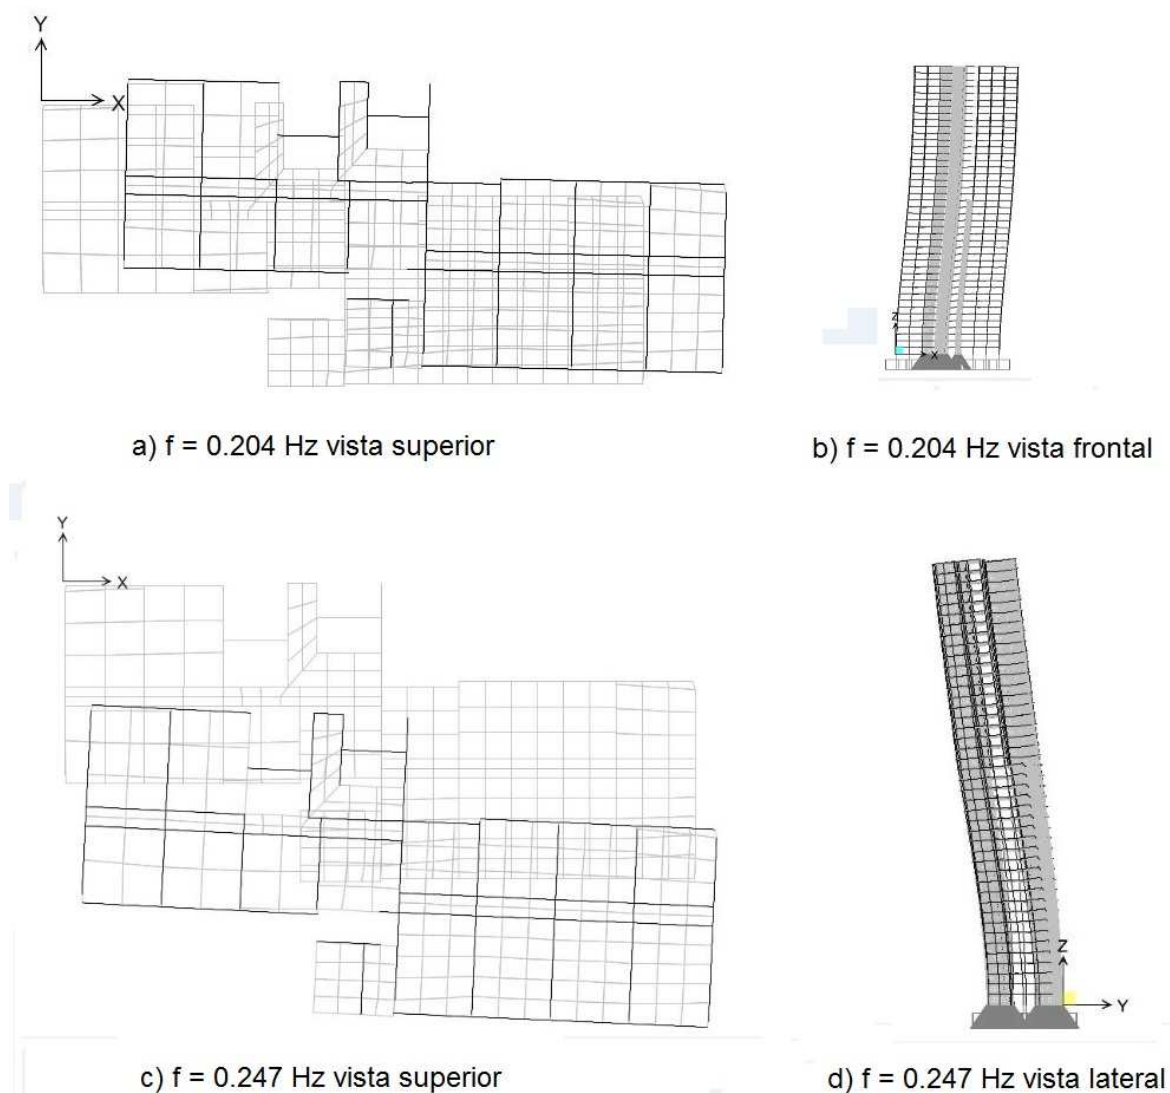 Y
X
Z
X
a) f = 0.204 Hz vista superior
b) f = 0.204 Hz vista frontal
Y
X
Z
Y
c) f = 0.247 Hz vista superior
d) f = 0.247 Hz vista lateral